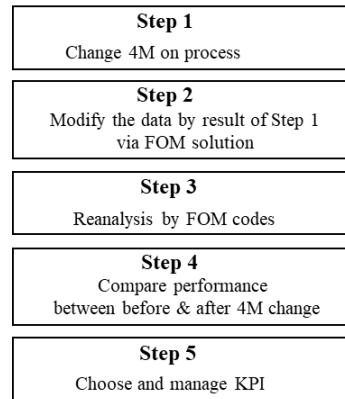 Step 1
Change 4M on process
Step 2
Modify the data by result of Step 1
via FOM solution
Step 3
Reanalysis by FOM codes
Step 4
Compare performance
between before & after 4M change
Step 5
Choose and manage KPI